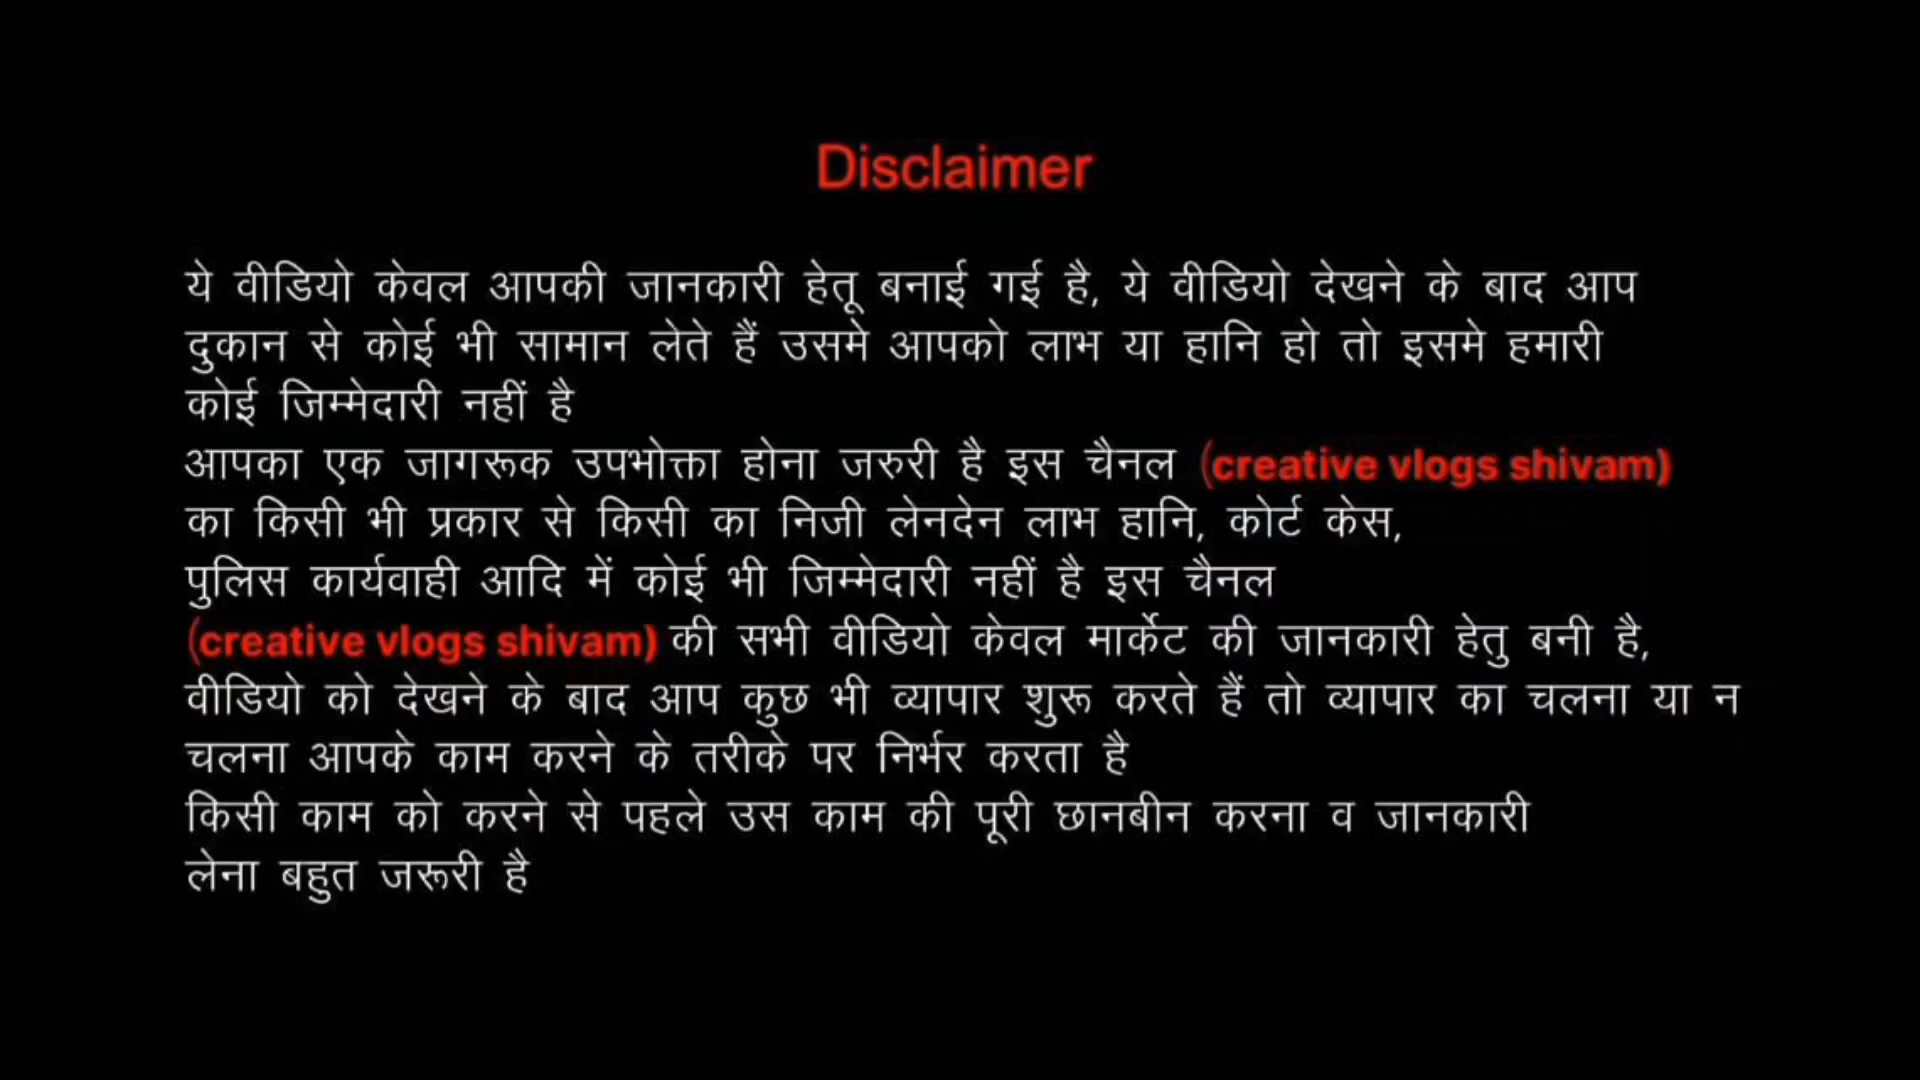 Disclaimer
ये वीडियो केवल आपकी जानकारी हेतू बनाई गई है, ये वीडियो देखने के बाद आप
दुकान से कोई भी सामान लेते हैं उसमे आपको लाभ या हानि हो तो इसमे हमारी
कोई जिम्मेदारी नहीं है
आपका एक जागरूक उपभोक्ता होना जरुरी है इस चैनल (creative vlogs shivam)
का किसी भी प्रकार से किसी का निजी लेनदेन लाभ हानि, कोर्ट केस,
पुलिस कार्यवाही आदि में कोई भी जिम्मेदारी नहीं है इस चैनल
(creative vlogs shivam) की सभी वीडियो केवल मार्केट की जानकारी हेतु बनी है,
वीडियो को देखने के बाद आप कुछ भी व्यापार शुरू करते हैं तो व्यापार का चलना या न
चलना आपके काम करने के तरीके पर निर्भर करता है
किसी काम को करने से पहले उस काम की पूरी छानबीन करना व जानकारी
लेना बहुत जरूरी है